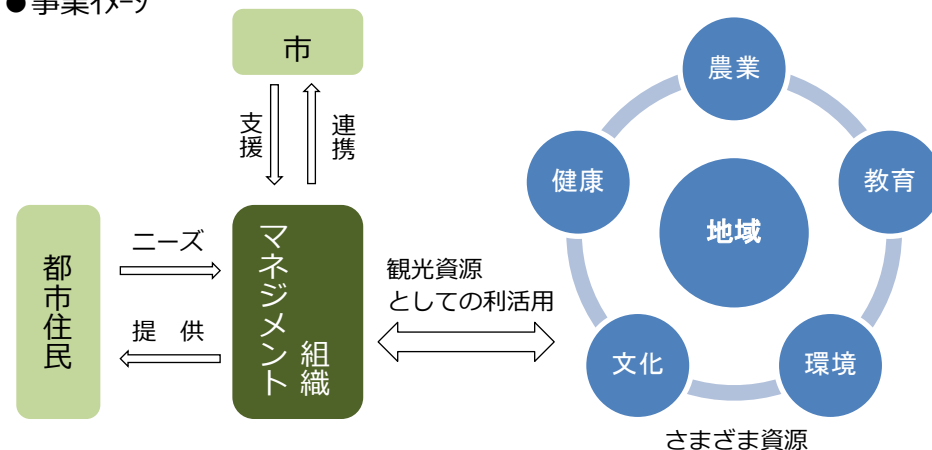 ●事業イメージ
市
支援
連携
都市住民
ニーズ
提 供
マネジメント
組織
観光資源
としての利活用
農業
健康
教育
地域
文化
環境
さまざま資源